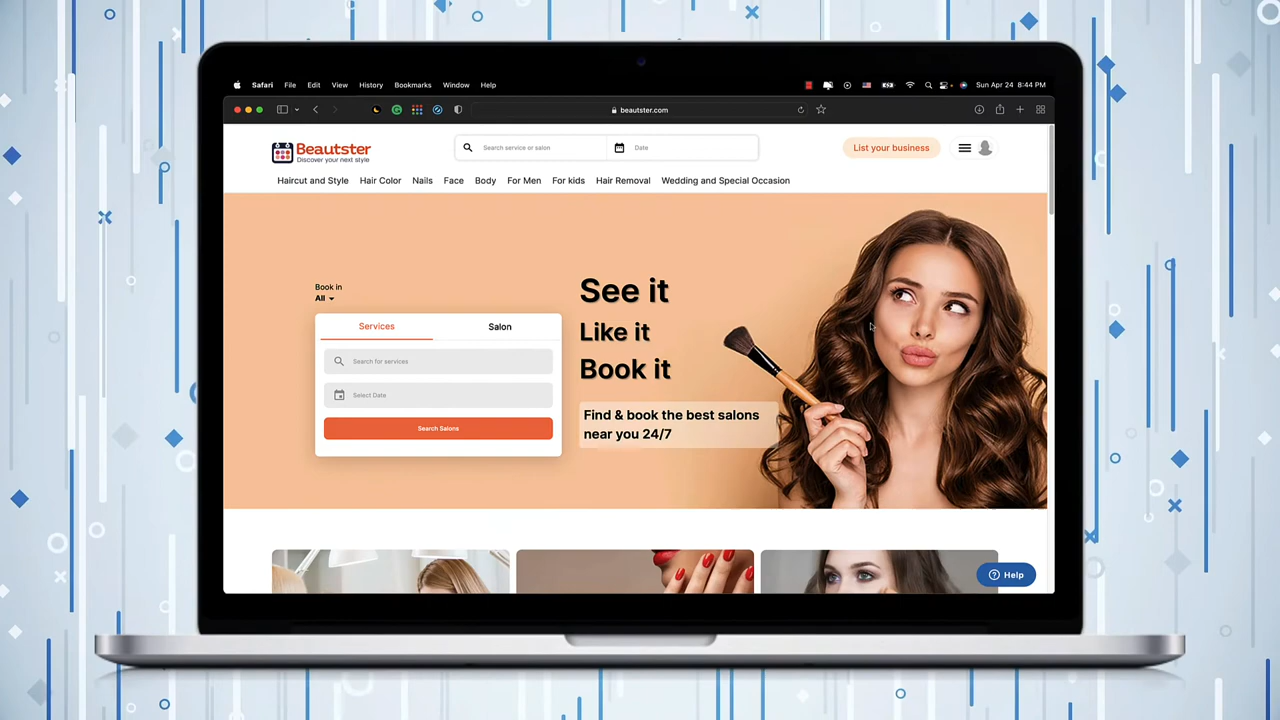 Safari File Edit View History Bookmarks Window Help Sun Apr 24 8:44 PM
beautster.com
Beautster
Discover your next style
Search service or salon
Date
List your business
Haircut and Style Hair Color Nails Face Body For Men For kids Hair Removal Wedding and Special Occasion
Book in
All
Services Salon
Search for services
Select Date
Search Salons
See it
Like it
Book it
Find & book the best salons
near you 24/7
Help